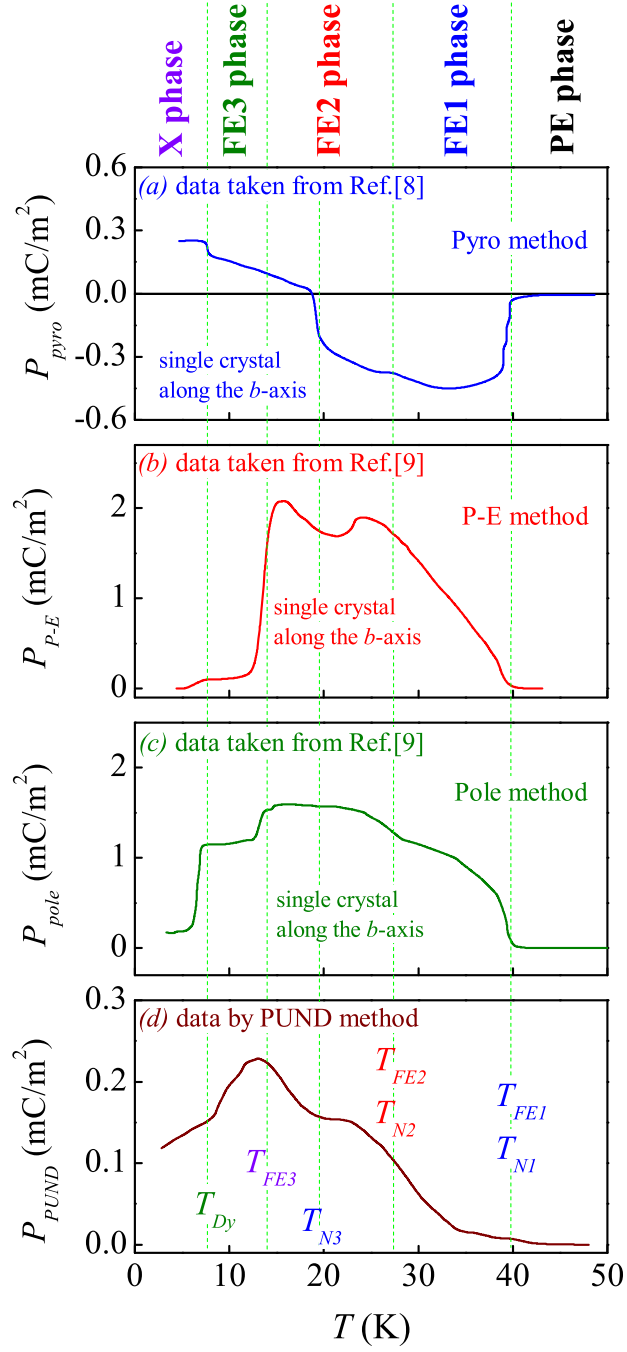 X phase
FE3 phase
FE2 phase
FE1 phase
PE phase
0.6
0.3
0.0
-0.3
-0.6
P_pyro (mC/m²)
(a) data taken from Ref.[8]
Pyro method
single crystal
along the b-axis
2
1
0
P_P-E (mC/m²)
(b) data taken from Ref.[9]
P-E method
single crystal
along the b-axis
2
1
0
P_pole (mC/m²)
(c) data taken from Ref.[9]
Pole method
single crystal
along the b-axis
0.3
0.2
0.1
0.0
P_PUND (mC/m²)
(d) data by PUND method
T_FE2
T_N2
T_FE1
T_N1
T_FE3
T_Dy
T_N3
0 10 20 30 40 50
T (K)